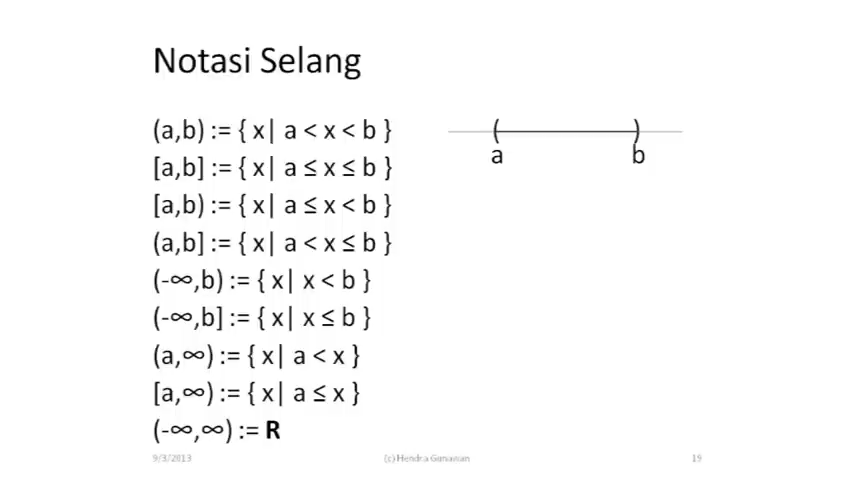 Notasi Selang
(a,b) := { x| a < x < b }
[a,b] := { x| a ≤ x ≤ b }
[a,b) := { x| a ≤ x < b }
(a,b] := { x| a < x ≤ b }
(-∞,b) := { x| x < b }
(-∞,b] := { x| x ≤ b }
(a,∞) := { x| a < x }
[a,∞) := { x| a ≤ x }
(-∞,∞) := R
( )
a b
9/3/2013 (c) Hendra Gunawan 19